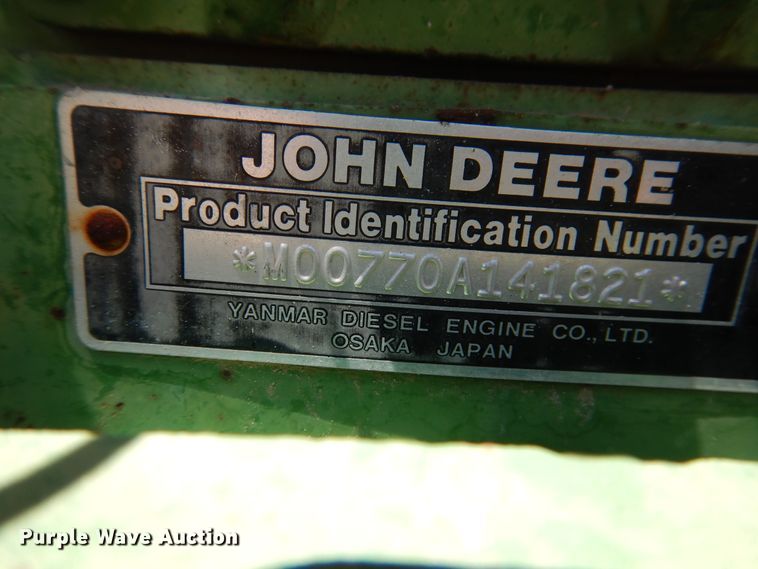 JOHN DEERE
Product Identification Number
*M00770A141821*
YANMAR DIESEL ENGINE CO., LTD.
OSAKA JAPAN
Purple Wave Auction